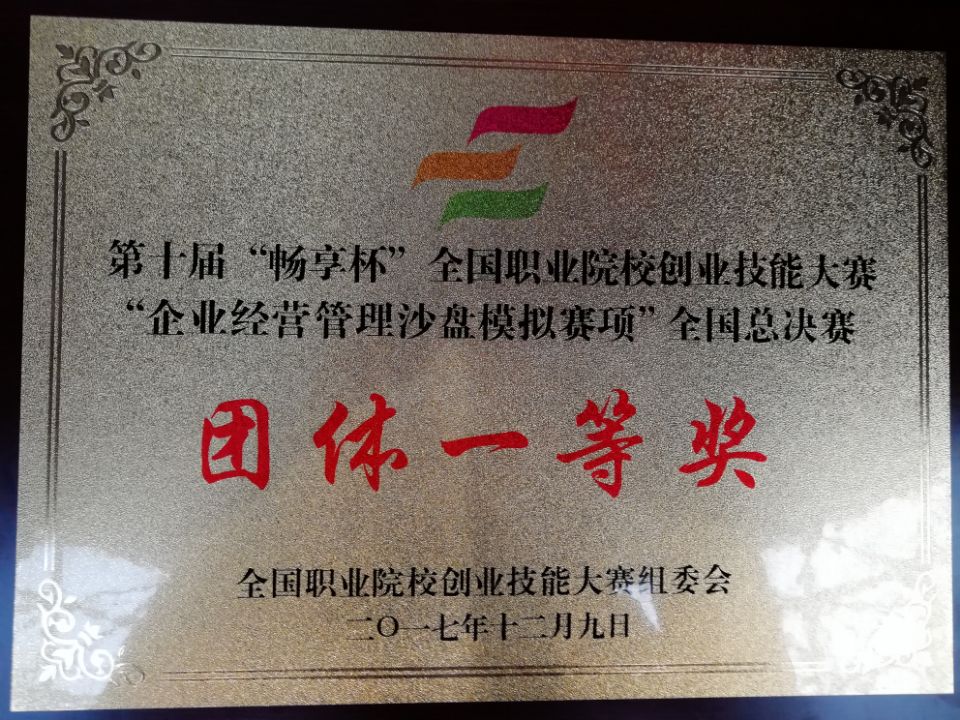 第十届“畅享杯”全国职业院校创业技能大赛
“企业经营管理沙盘模拟赛项”全国总决赛
团体一等奖
全国职业院校创业技能大赛组委会
二〇一七年十二月九日